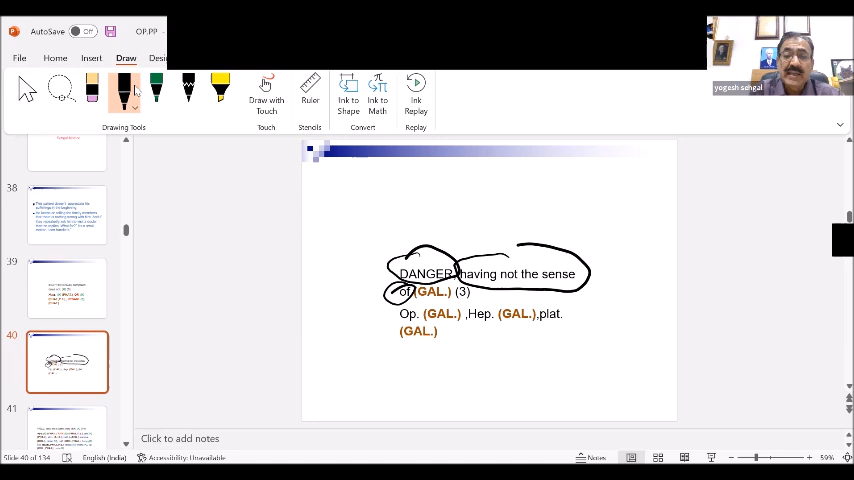 AutoSave
Off
OP.PP -
File
Home
Insert
Draw
Desi
Draw with
Touch
Ruler
Ink to
Shape
Ink to
Math
Ink
Replay
Drawing Tools
Touch
Stencils
Convert
Replay
yogesh sehgal
38
39
40
41
DANGER, having not the sense
of (GAL.) (3)
Op. (GAL.) ,Hep. (GAL.),plat.
(GAL.)
Click to add notes
Slide 40 of 134
English (India)
Accessibility: Unavailable
Notes
59%